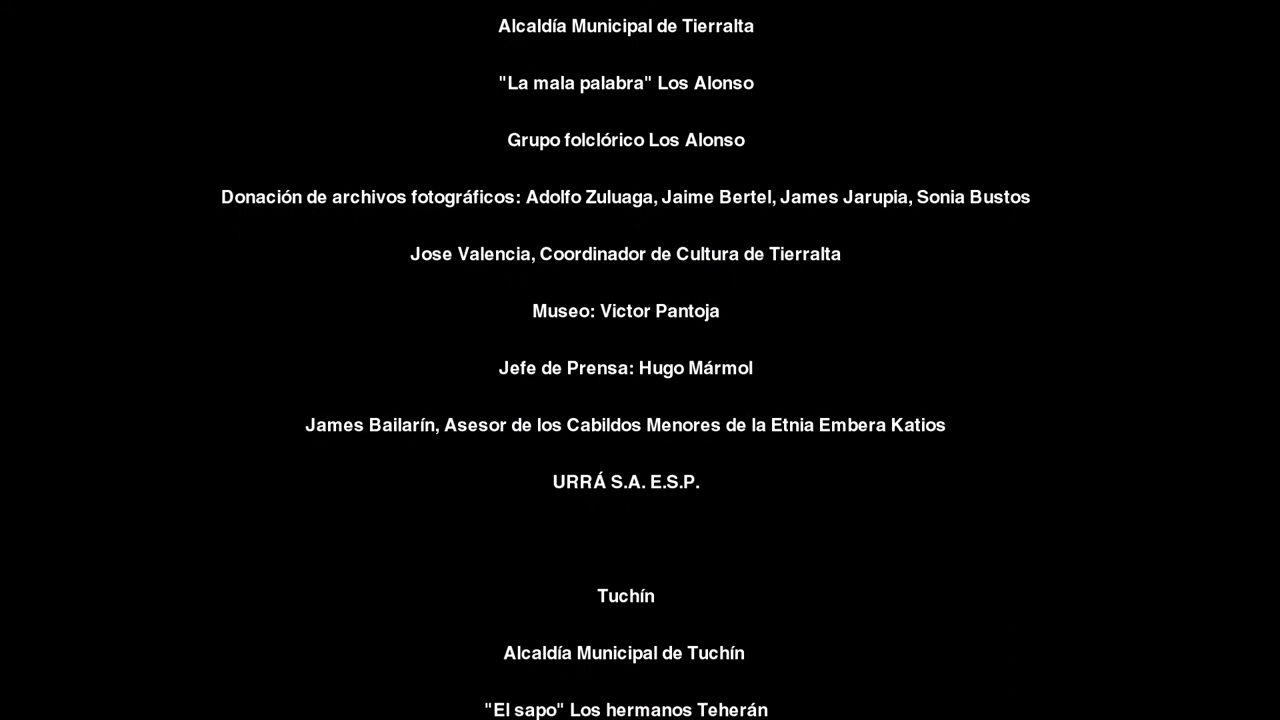 Alcaldía Municipal de Tierralta
"La mala palabra" Los Alonso
Grupo folclórico Los Alonso
Donación de archivos fotográficos: Adolfo Zuluaga, Jaime Bertel, James Jarupia, Sonia Bustos
Jose Valencia, Coordinador de Cultura de Tierralta
Museo: Victor Pantoja
Jefe de Prensa: Hugo Mármol
James Bailarín, Asesor de los Cabildos Menores de la Etnia Embera Katios
URRÁ S.A. E.S.P.
Tuchín
Alcaldía Municipal de Tuchín
"El sapo" Los hermanos Teherán